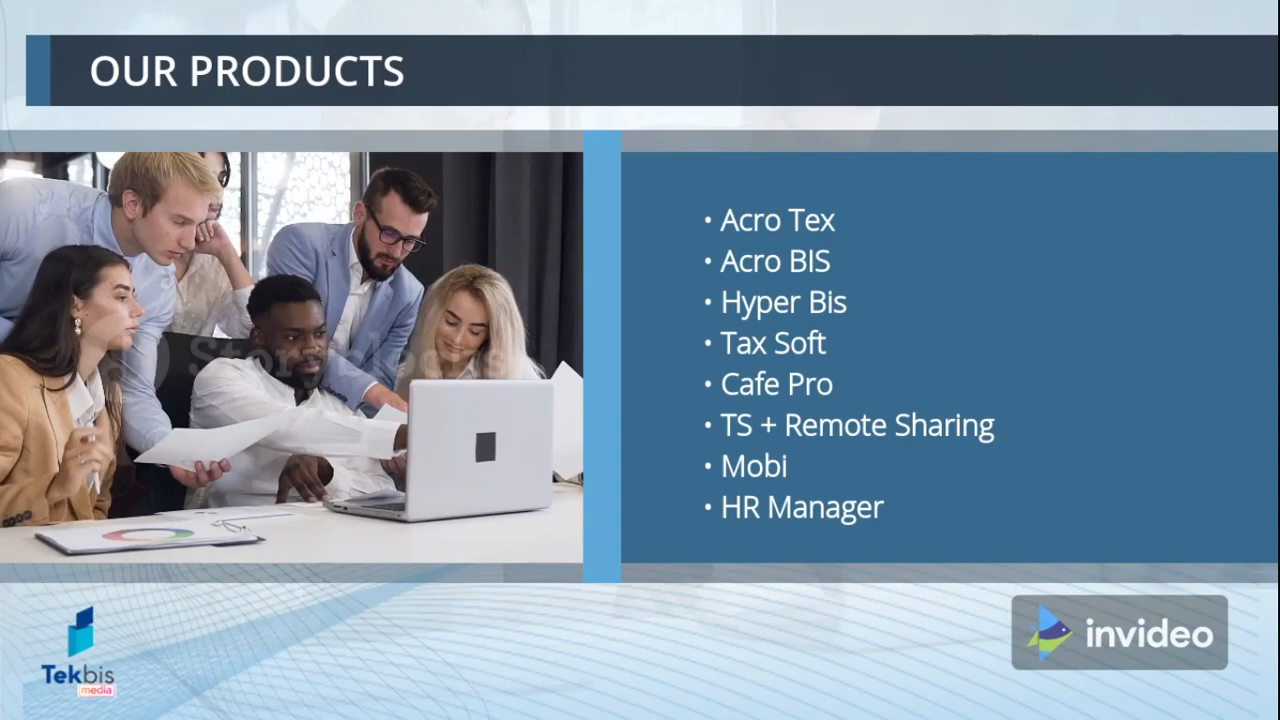 OUR PRODUCTS
• Acro Tex
• Acro BIS
• Hyper Bis
• Tax Soft
• Cafe Pro
• TS + Remote Sharing
• Mobi
• HR Manager
Storyblocks
Tekbis
media
invideo